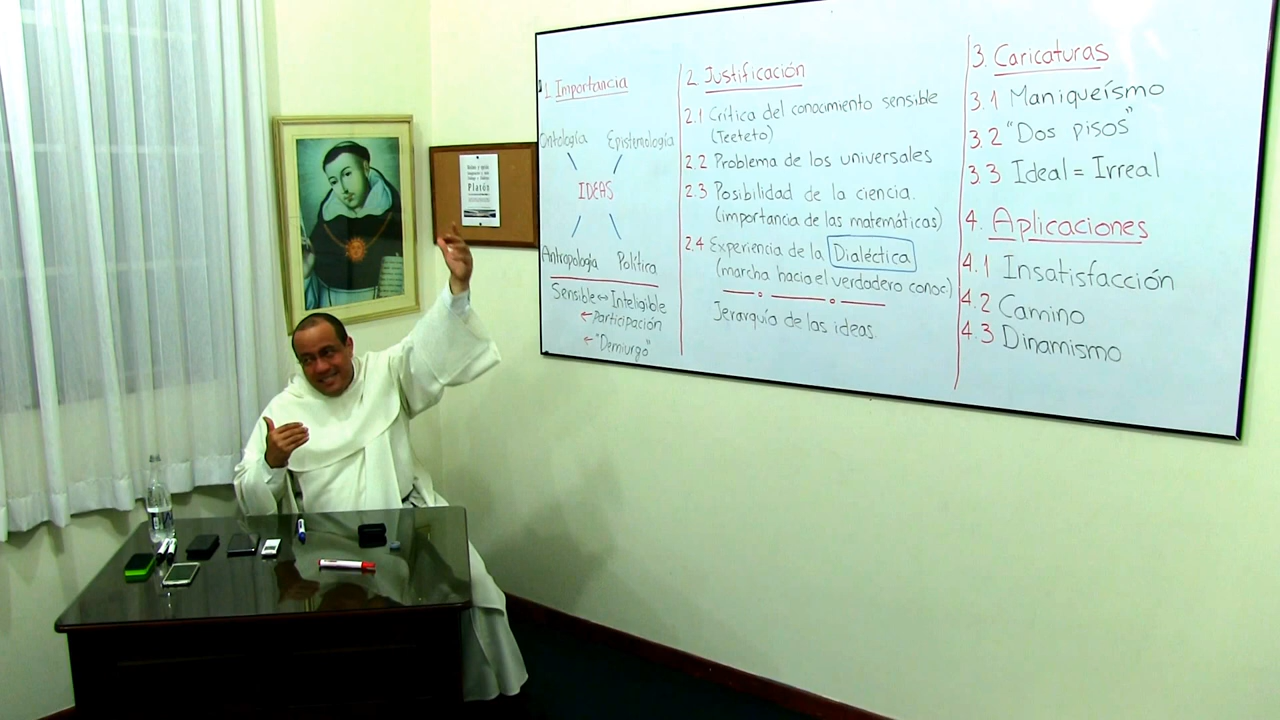 Platón
1. Importancia
Ontología Epistemología
IDEAS
Antropología Política
Sensible ↔ Inteligible
← Participación
← "Demiurgo"
2. Justificación
2.1 Crítica del conocimiento sensible
(Teeteto)
2.2 Problema de los universales
2.3 Posibilidad de la ciencia.
(importancia de las matemáticas)
2.4 Experiencia de la Dialéctica
(marcha hacia el verdadero conoc)
Jerarquía de las ideas.
3. Caricaturas
3.1 Maniqueísmo
3.2 "Dos pisos"
3.3 Ideal = Irreal
4. Aplicaciones
4.1 Insatisfacción
4.2 Camino
4.3 Dinamismo